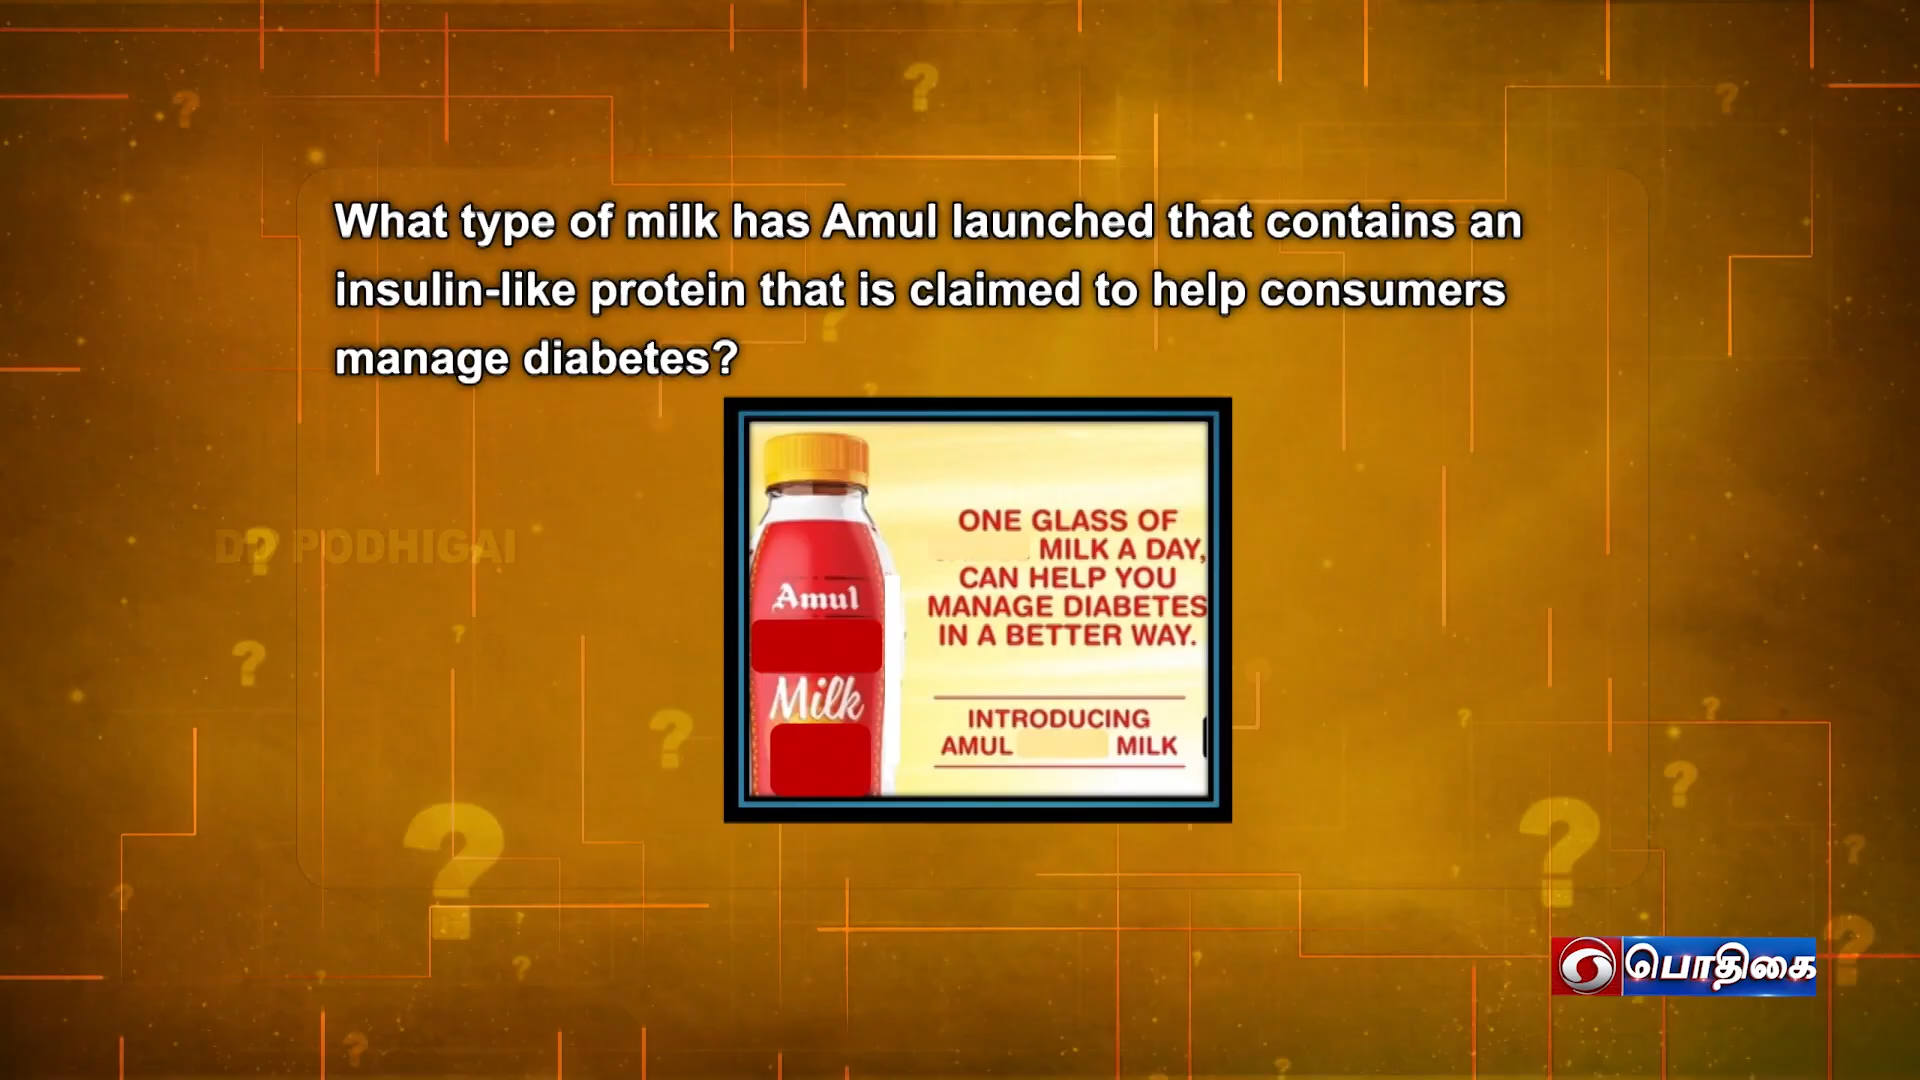 What type of milk has Amul launched that contains an
insulin-like protein that is claimed to help consumers
manage diabetes?
DD PODHIGAI
Amul
Milk
ONE GLASS OF
MILK A DAY,
CAN HELP YOU
MANAGE DIABETES
IN A BETTER WAY.
INTRODUCING
AMUL MILK
பொதிகை